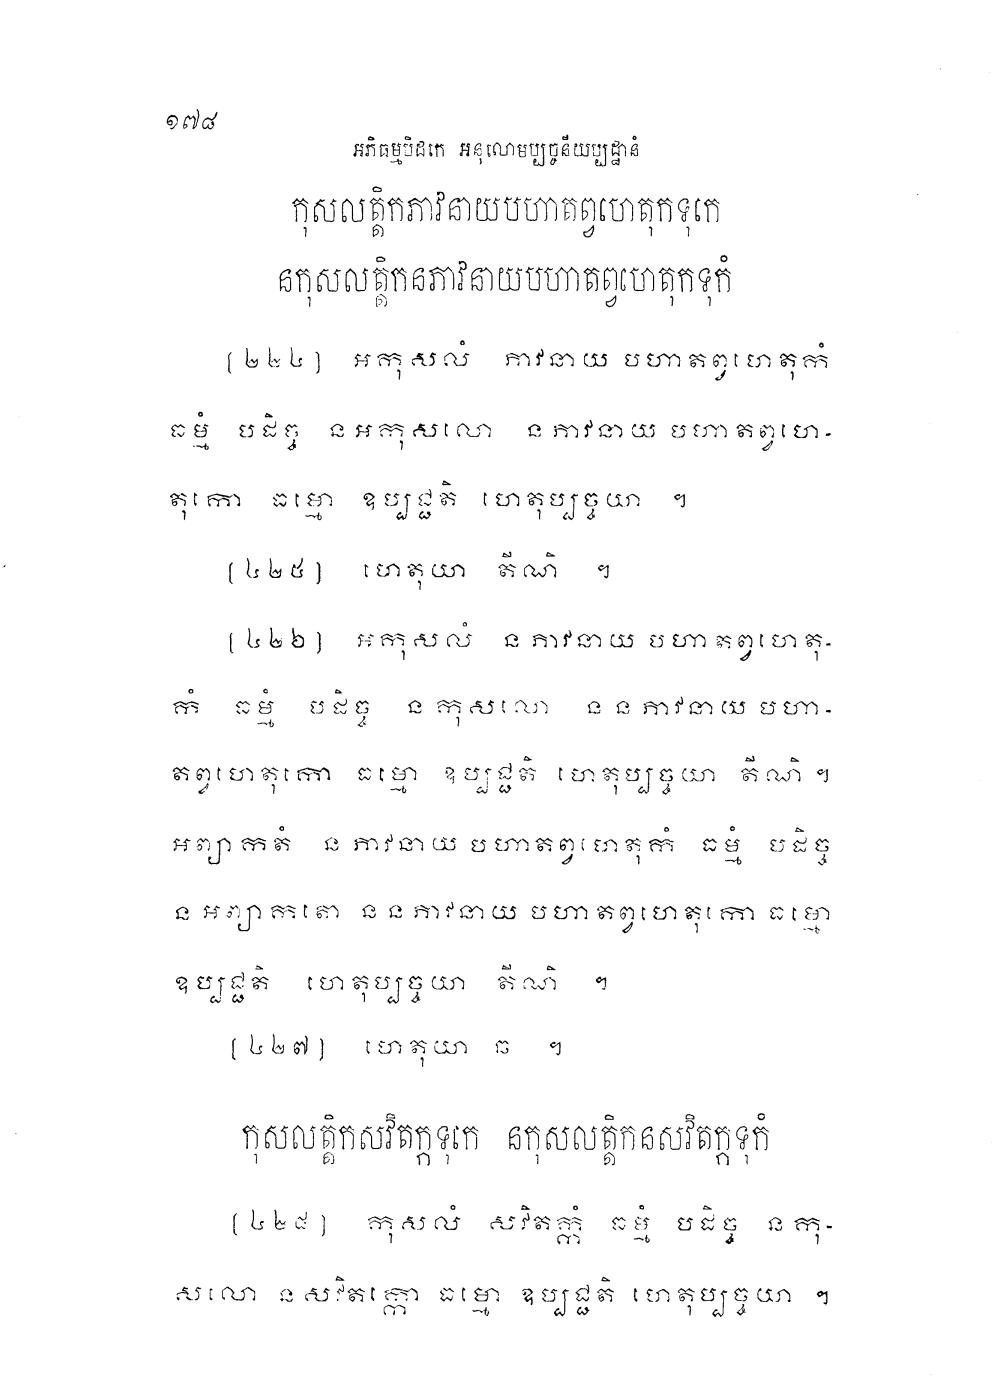 ១៧៨
អភិធម្មបិដកេ អនុលោមប្បច្ចនីយប្បដ្ឋានំ
កុសលត្តិកភាវនាយបហាតព្វហេតុកទុកេ
នកុសលត្តិកនភាវនាយបហាតព្វហេតុកទុកំ
(២២៤) អកុសលំ ភាវនាយ បហាតព្វហេតុកំ
ធម្មំ បដិច្ច ន អកុសលោ ន ភាវនាយ បហាតព្វហេ-
តុកោ ធម្មោ ឧប្បជ្ជតិ ហេតុប្បច្ចយា ។
(៤២៥) ហេតុយា តីណិ ។
(៤២៦) អកុសលំ ន ភាវនាយ បហាតព្វហេតុ-
កំ ធម្មំ បដិច្ច ន កុសលោ ន ន ភាវនាយ បហា-
តព្វហេតុកោ ធម្មោ ឧប្បជ្ជតិ ហេតុប្បច្ចយា តីណិ ។
អព្យាកតំ ន ភាវនាយ បហាតព្វហេតុកំ ធម្មំ បដិច្ច
ន អព្យាកតោ ន ន ភាវនាយ បហាតព្វហេតុកោ ធម្មោ
ឧប្បជ្ជតិ ហេតុប្បច្ចយា តីណិ ។
(៤២៧) ហេតុយា ឆ ។
កុសលត្តិកសវិតក្កទុកេ នកុសលត្តិកនសវិតក្កទុកំ
(៤២៨) កុសលំ សវិតក្កំ ធម្មំ បដិច្ច ន កុ-
សលោ ន សវិតក្កោ ធម្មោ ឧប្បជ្ជតិ ហេតុប្បច្ចយា ។